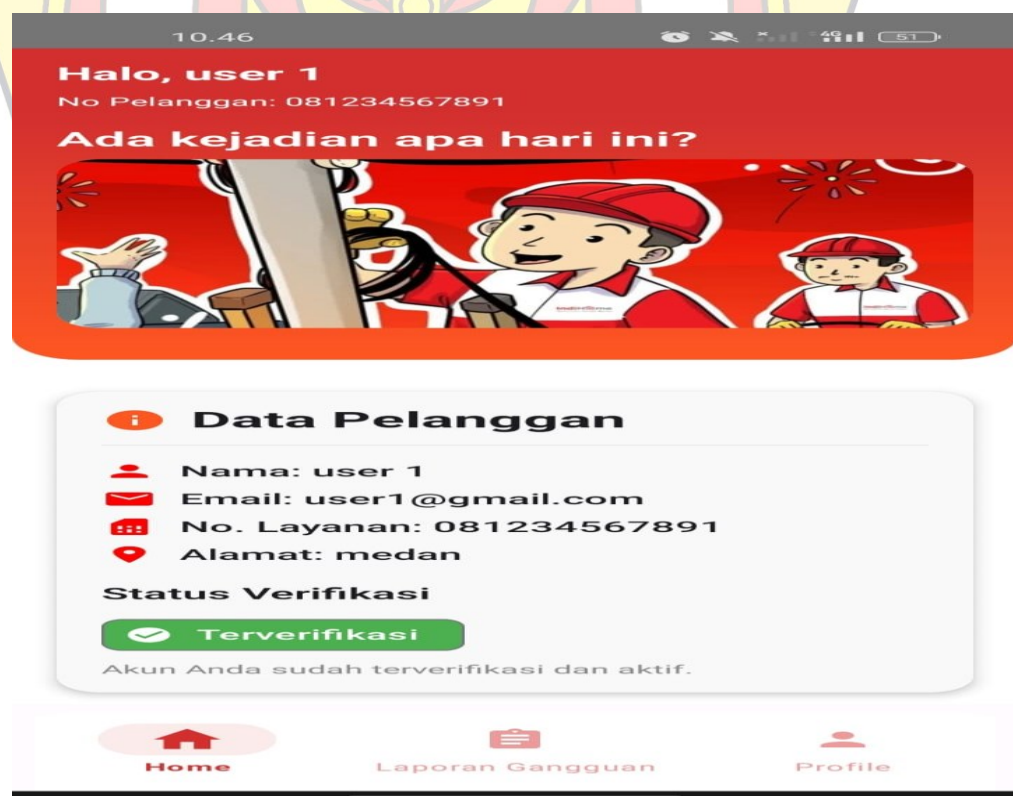 10.46
4G 51
Halo, user 1
No Pelanggan: 081234567891
Ada kejadian apa hari ini?
Data Pelanggan
Nama: user 1
Email: user1@gmail.com
No. Layanan: 081234567891
Alamat: medan
Status Verifikasi
Terverifikasi
Akun Anda sudah terverifikasi dan aktif.
Home
Laporan Gangguan
Profile